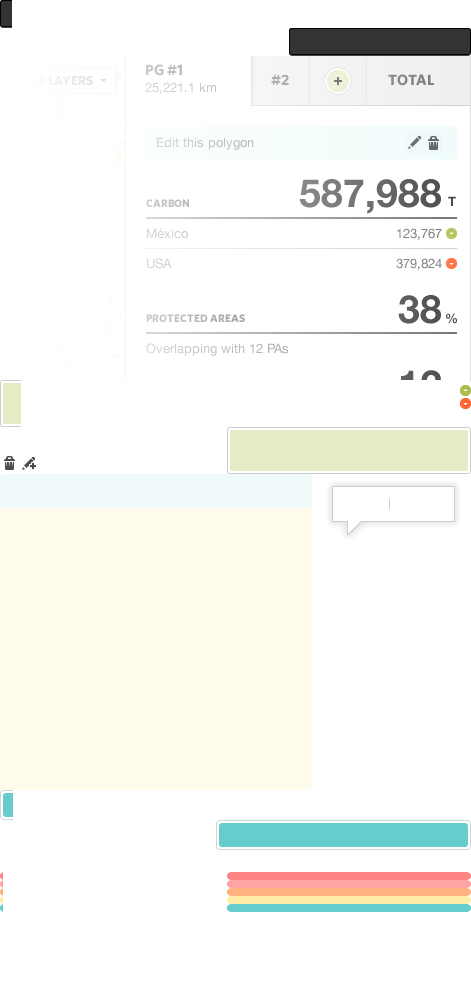 3 LAYERS
PG #1
25,221.1 km
#2
+
TOTAL
Edit this polygon
CARBON
587,988 T
México
123,767
USA
379,824
PROTECTED AREAS
38 %
Overlapping with 12 PAs